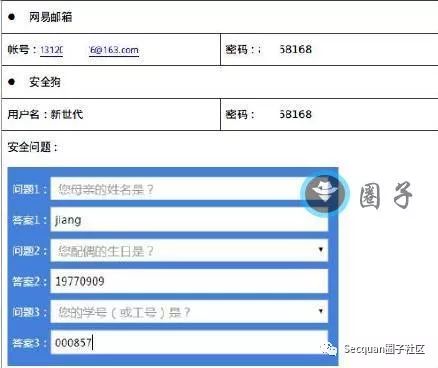 ● 网易邮箱
帐号：13120 6@163.com 密码： 58168
● 安全狗
用户名：新世代 密码： 58168
安全问题：
问题1： 您母亲的姓名是？
答案1： jiang
问题2： 您配偶的生日是？
答案2： 19770909
问题3： 您的学号（或工号）是？
答案3： 000857
圈子
Secquan圈子社区